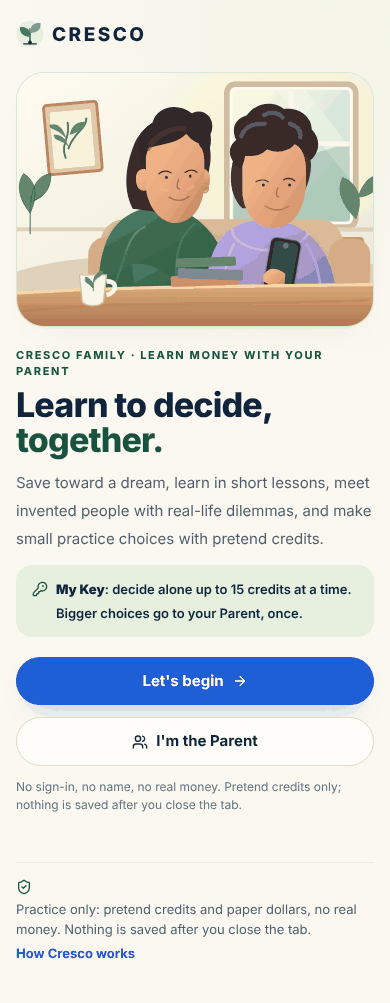 CRESCO
CRESCO FAMILY · LEARN MONEY WITH YOUR
PARENT
Learn to decide,
together.
Save toward a dream, learn in short lessons, meet
invented people with real-life dilemmas, and make
small practice choices with pretend credits.
My Key: decide alone up to 15 credits at a time.
Bigger choices go to your Parent, once.
Let's begin →
I'm the Parent
No sign-in, no name, no real money. Pretend credits only;
nothing is saved after you close the tab.
Practice only: pretend credits and paper dollars, no real
money. Nothing is saved after you close the tab.
How Cresco works